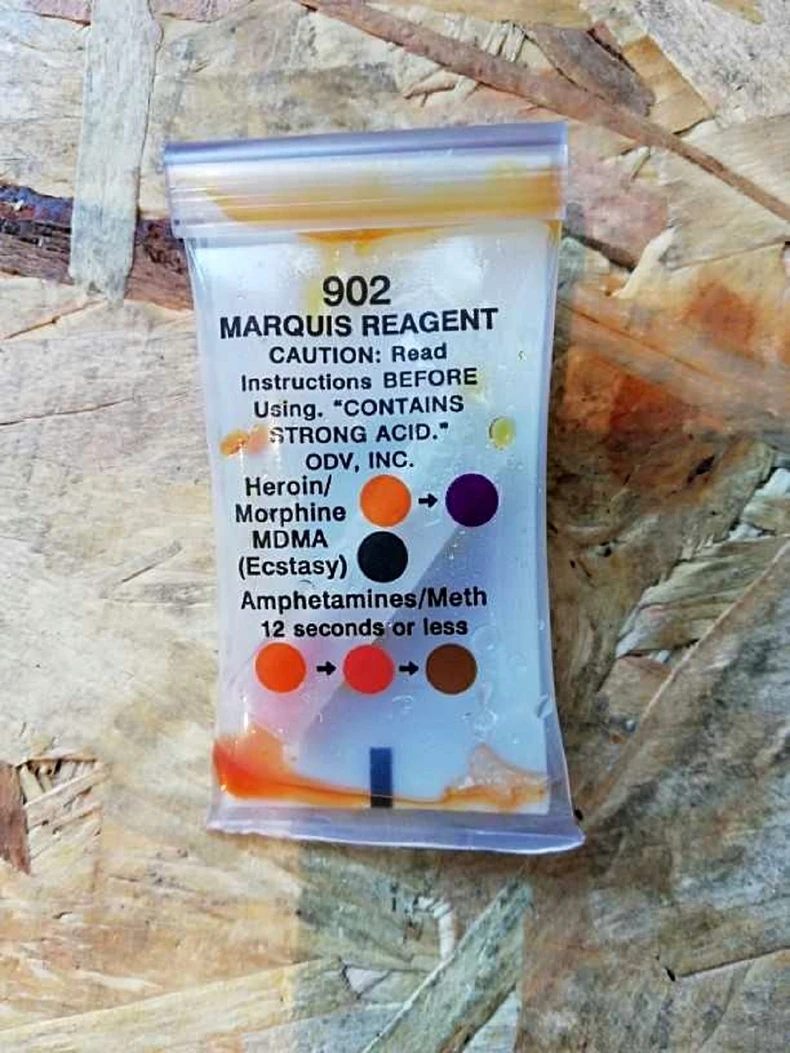 902
MARQUIS REAGENT
CAUTION: Read
Instructions BEFORE
Using. "CONTAINS
STRONG ACID."
ODV, INC.
Heroin/
Morphine
MDMA
(Ecstasy)
Amphetamines/Meth
12 seconds or less